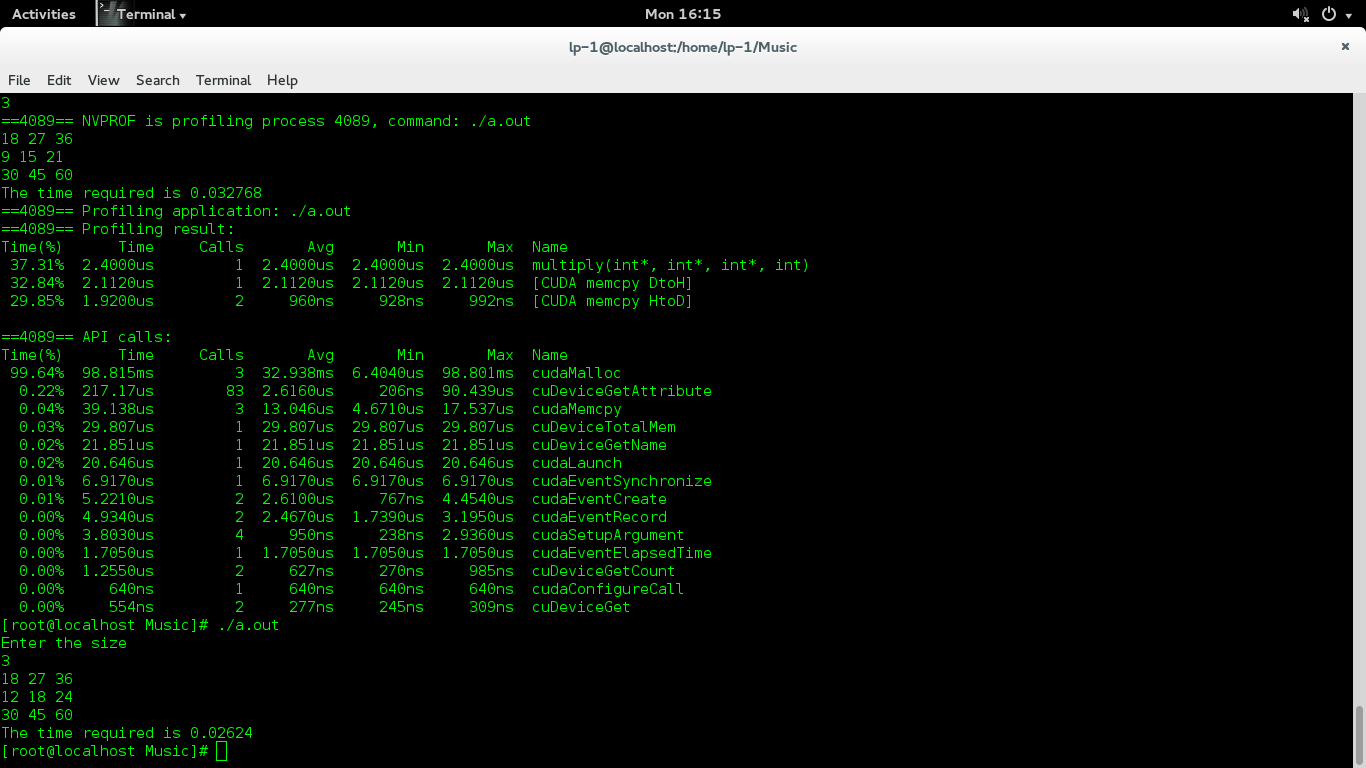 Activities Terminal Mon 16:15
lp-1@localhost:/home/lp-1/Music
File Edit View Search Terminal Help
3
==4089== NVPROF is profiling process 4089, command: ./a.out
18 27 36
9 15 21
30 45 60
The time required is 0.032768
==4089== Profiling application: ./a.out
==4089== Profiling result:
Time(%)      Time     Calls       Avg       Min       Max  Name
 37.31%  2.4000us         1  2.4000us  2.4000us  2.4000us  multiply(int*, int*, int*, int)
 32.84%  2.1120us         1  2.1120us  2.1120us  2.1120us  [CUDA memcpy DtoH]
 29.85%  1.9200us         2     960ns     928ns     992ns  [CUDA memcpy HtoD]
==4089== API calls:
Time(%)      Time     Calls       Avg       Min       Max  Name
 99.64%  98.815ms         3  32.938ms  6.4040us  98.801ms  cudaMalloc
  0.22%  217.17us        83  2.6160us     206ns  90.439us  cuDeviceGetAttribute
  0.04%  39.138us         3  13.046us  4.6710us  17.537us  cudaMemcpy
  0.03%  29.807us         1  29.807us  29.807us  29.807us  cuDeviceTotalMem
  0.02%  21.851us         1  21.851us  21.851us  21.851us  cuDeviceGetName
  0.02%  20.646us         1  20.646us  20.646us  20.646us  cudaLaunch
  0.01%  6.9170us         1  6.9170us  6.9170us  6.9170us  cudaEventSynchronize
  0.01%  5.2210us         2  2.6100us     767ns  4.4540us  cudaEventCreate
  0.00%  4.9340us         2  2.4670us  1.7390us  3.1950us  cudaEventRecord
  0.00%  3.8030us         4     950ns     238ns  2.9360us  cudaSetupArgument
  0.00%  1.7050us         1  1.7050us  1.7050us  1.7050us  cudaEventElapsedTime
  0.00%  1.2550us         2     627ns     270ns     985ns  cuDeviceGetCount
  0.00%     640ns         1     640ns     640ns     640ns  cudaConfigureCall
  0.00%     554ns         2     277ns     245ns     309ns  cuDeviceGet
[root@localhost Music]# ./a.out
Enter the size
3
18 27 36
12 18 24
30 45 60
The time required is 0.02624
[root@localhost Music]#